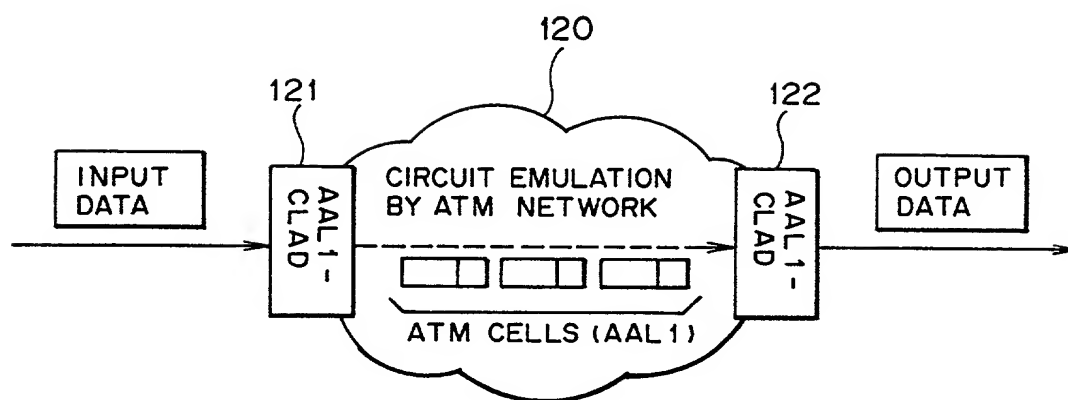 120
121
122
INPUT
DATA
AAL1-
CLAD
CIRCUIT EMULATION
BY ATM NETWORK
AAL1-
CLAD
OUTPUT
DATA
ATM CELLS (AAL1)